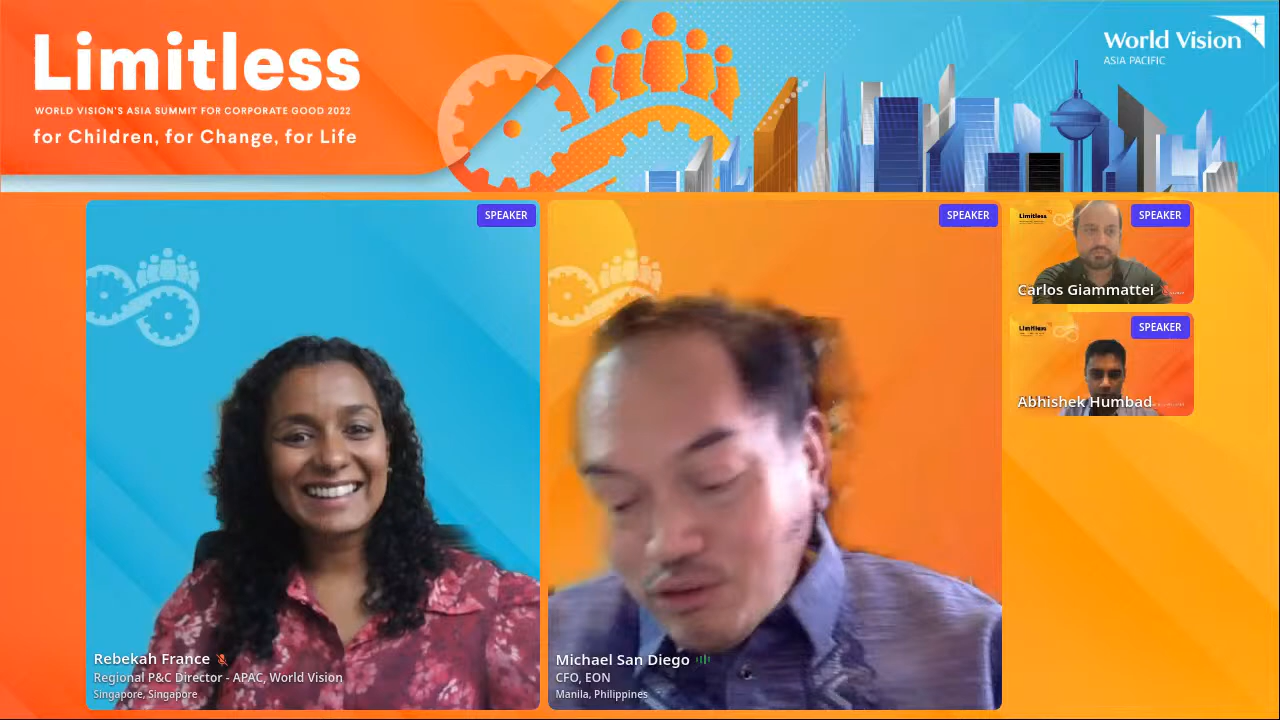 Limitless
WORLD VISION'S ASIA SUMMIT FOR CORPORATE GOOD 2022
for Children, for Change, for Life
World Vision
ASIA PACIFIC
SPEAKER
Rebekah France
Regional P&C Director - APAC, World Vision
Singapore, Singapore
SPEAKER
Michael San Diego
CFO, EON
Manila, Philippines
Limitless
SPEAKER
Carlos Giammattei
Limitless
SPEAKER
Abhishek Humbad